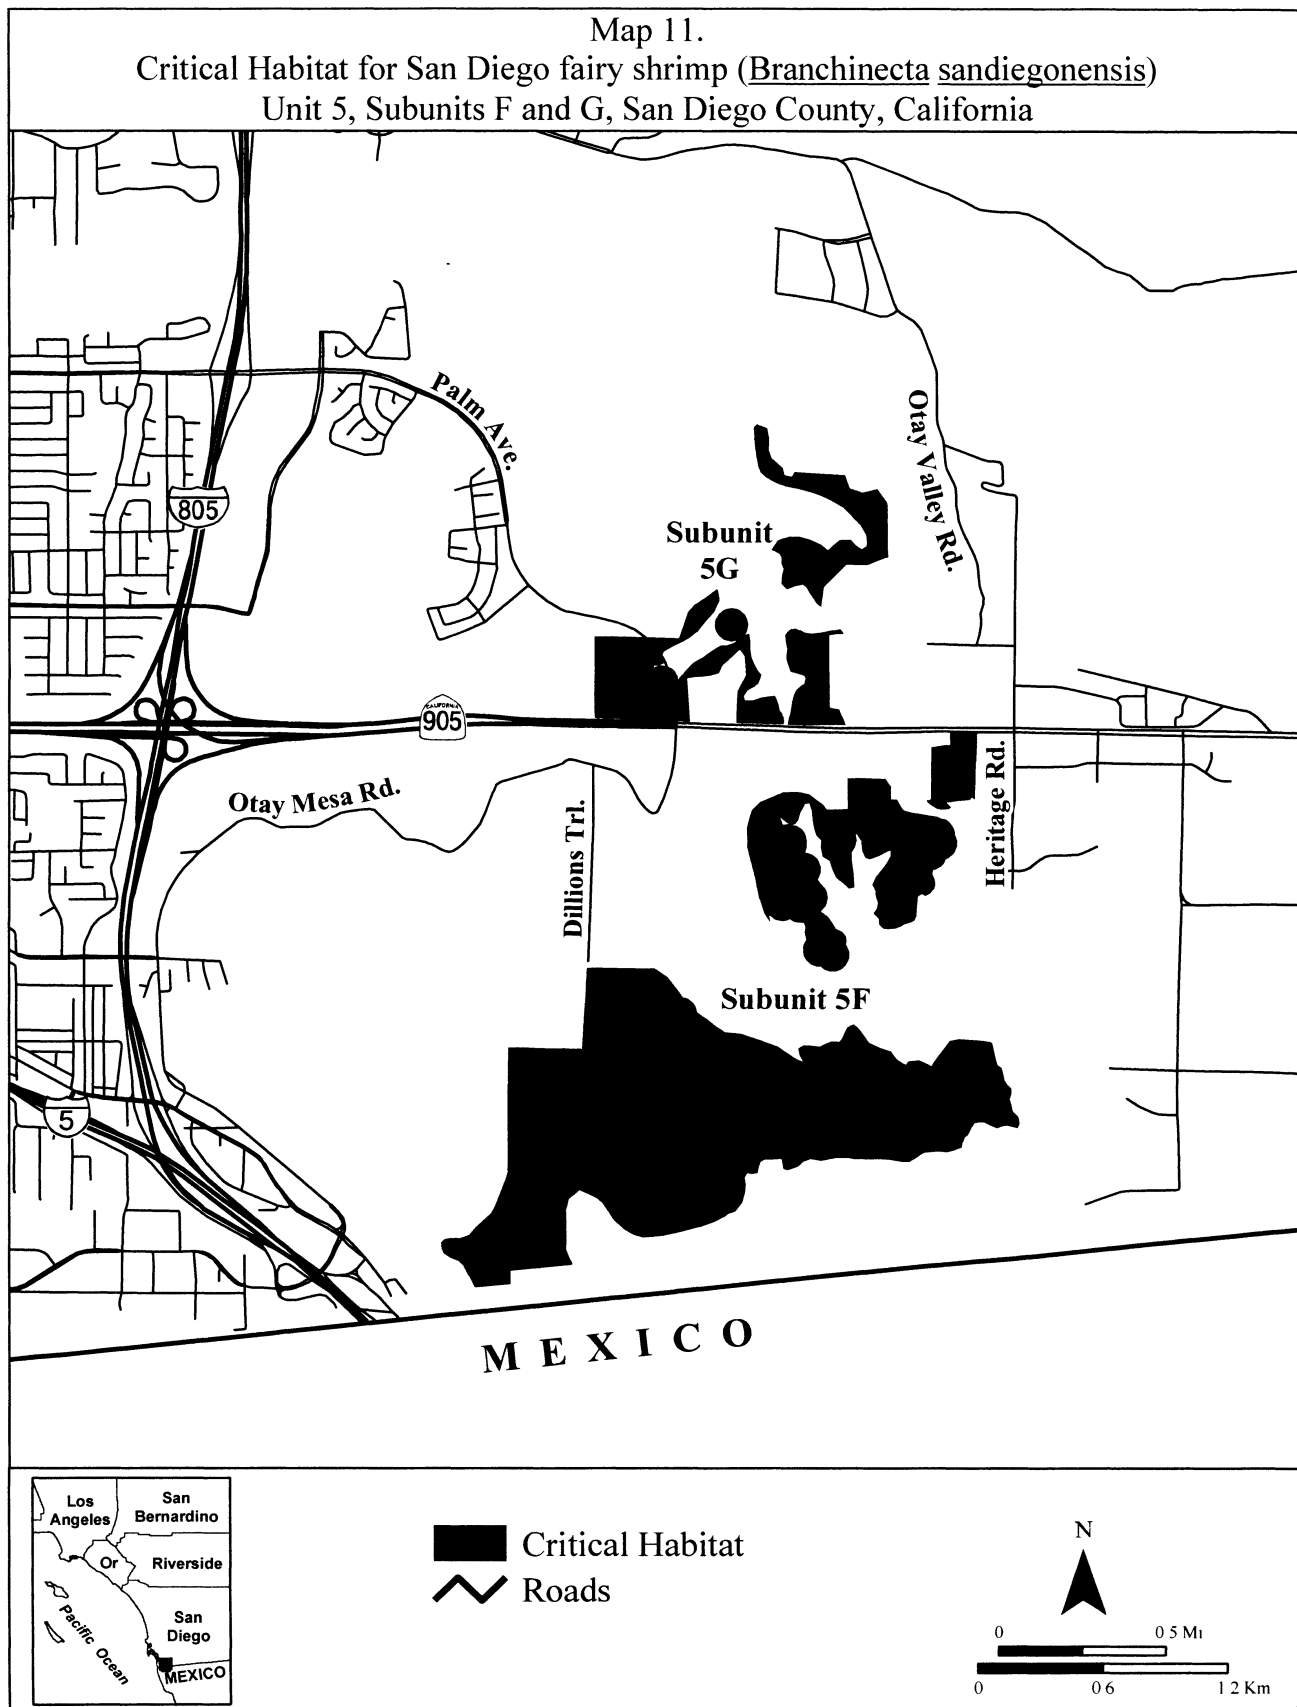 Map 11.
Critical Habitat for San Diego fairy shrimp (Branchinecta sandiegonensis)
Unit 5, Subunits F and G, San Diego County, California
Palm Ave.
Otay Valley Rd.
805
Subunit
5G
CALIFORNIA
905
Otay Mesa Rd.
Dillions Trl.
Heritage Rd.
Subunit 5F
5
MEXICO
Los
Angeles
San
Bernardino
Or
Riverside
San
Diego
Pacific Ocean
MEXICO
Critical Habitat
Roads
N
0 0 5 Mi
0 0 6 1 2 Km